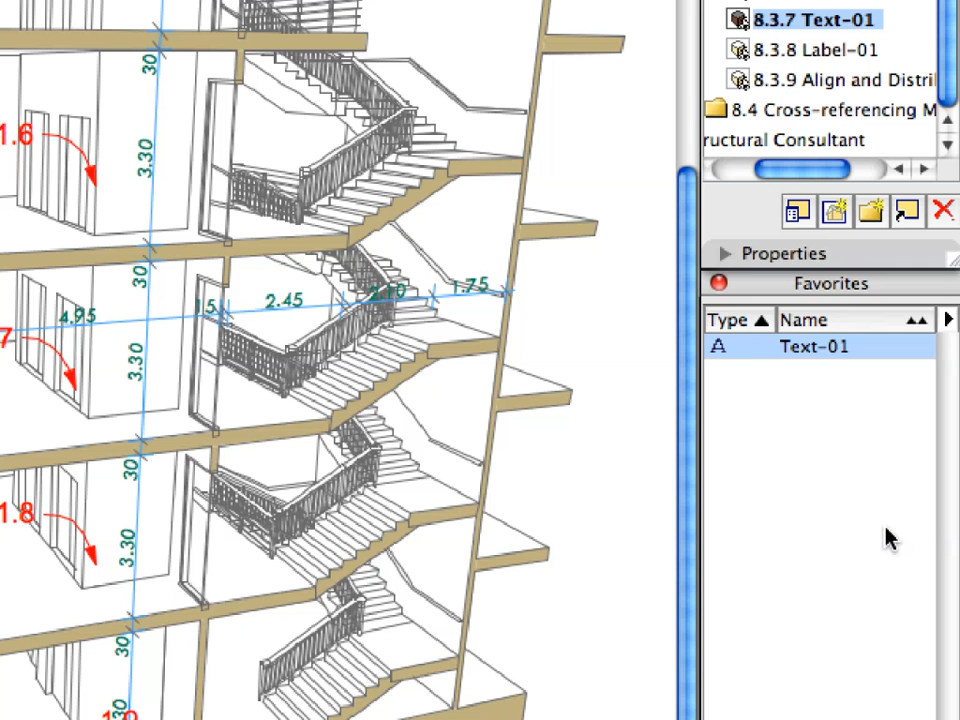 8.3.7 Text-01
8.3.8 Label-01
8.3.9 Align and Distri
8.4 Cross-referencing M
ructural Consultant
Properties
Favorites
Type Name
A Text-01
30
1.6
3.30
30
4.95 15 2.45 2.10 1.75
7
3.30
30
1.8
3.30
30